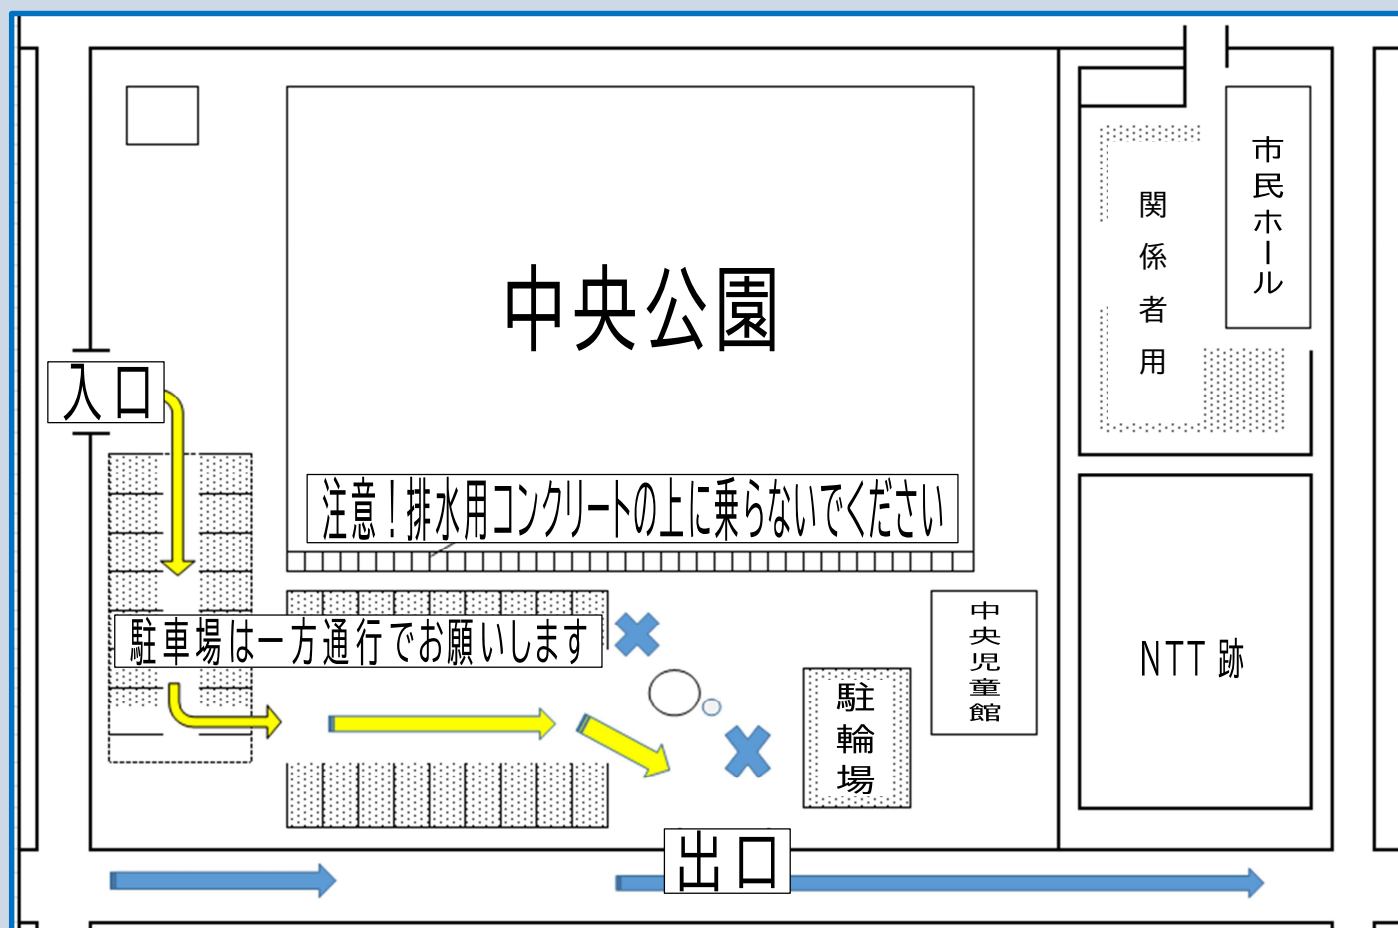 市民ホール
関係者用
中央公園
入口
注意！排水用コンクリートの上に乗らないでください
駐車場は一方通行でお願いします
中央児童館
NTT 跡
駐輪場
出口